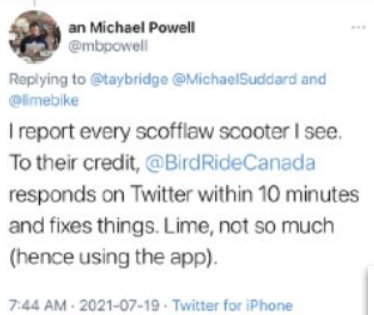 an Michael Powell
@mbpowell
Replying to @taybridge @MichaelSuddard and
@limebike
I report every scofflaw scooter I see.
To their credit, @BirdRideCanada
responds on Twitter within 10 minutes
and fixes things. Lime, not so much
(hence using the app).
7:44 AM · 2021-07-19 · Twitter for iPhone